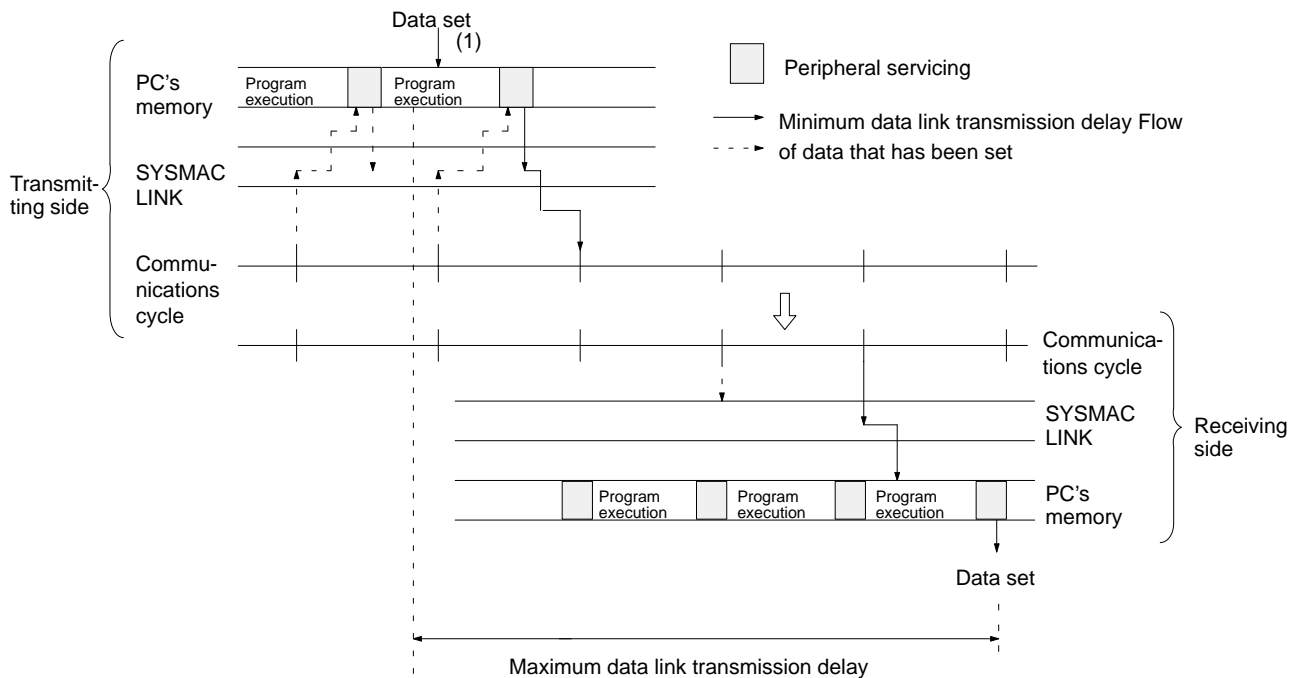 Data set
(1)
PC's
memory
Program
execution
Program
execution
Peripheral servicing
Minimum data link transmission delay Flow
of data that has been set
Transmit-
ting side
SYSMAC
LINK
Commu-
nications
cycle
Communica-
tions cycle
SYSMAC
LINK
Receiving
side
Program
execution
Program
execution
Program
execution
PC's
memory
Data set
Maximum data link transmission delay